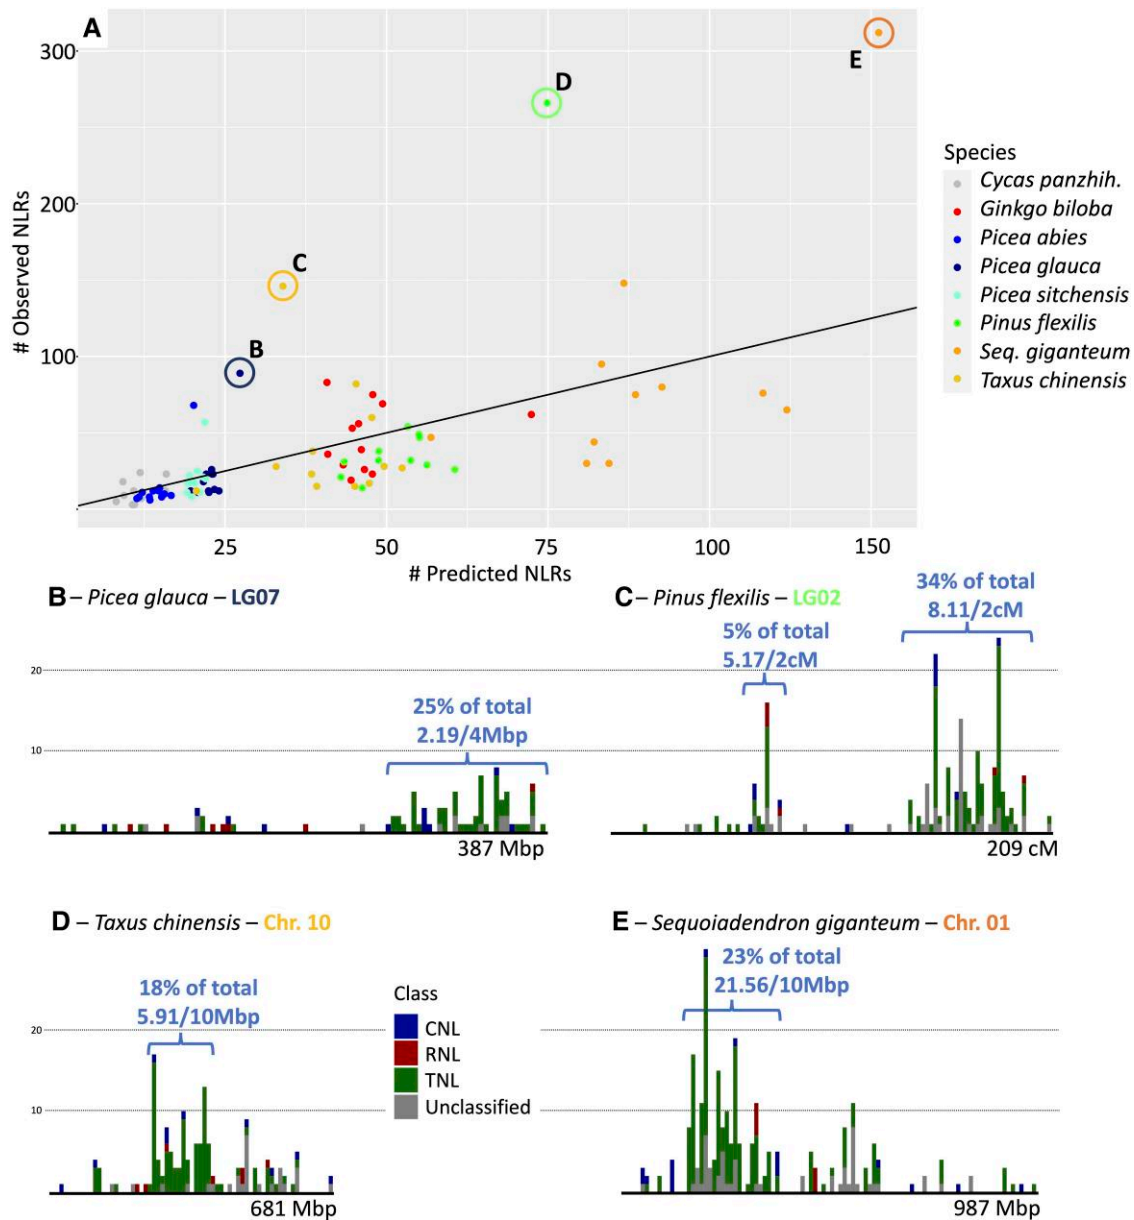 A
300
E
D
200
C
100
B
# Observed NLRs
25
50
75
100
150
# Predicted NLRs
Species
Cycas panzhih.
Ginkgo biloba
Picea abies
Picea glauca
Picea sitchensis
Pinus flexilis
Seq. giganteum
Taxus chinensis
B – Picea glauca – LG07
25% of total
2.19/4Mbp
20
10
387 Mbp
C – Pinus flexilis – LG02
5% of total
5.17/2cM
34% of total
8.11/2cM
209 cM
D – Taxus chinensis – Chr. 10
18% of total
5.91/10Mbp
20
10
681 Mbp
Class
CNL
RNL
TNL
Unclassified
E – Sequoiadendron giganteum – Chr. 01
23% of total
21.56/10Mbp
987 Mbp